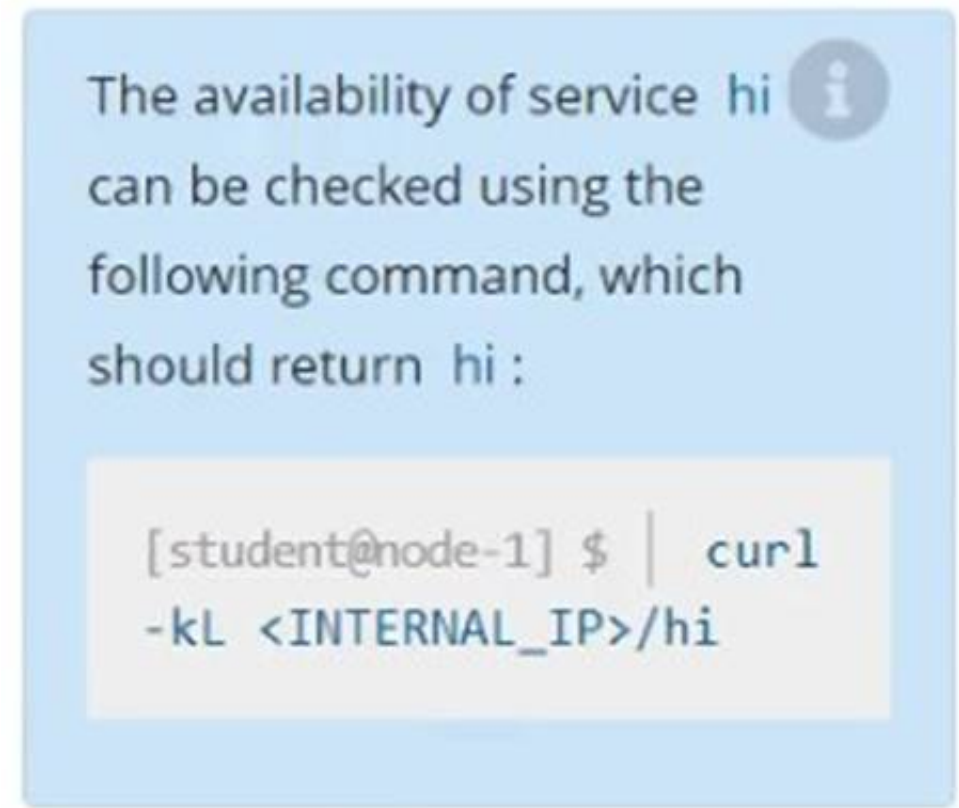 The availability of service hi
can be checked using the
following command, which
should return hi :
[student@node-1] $ | curl
-kL <INTERNAL_IP>/hi